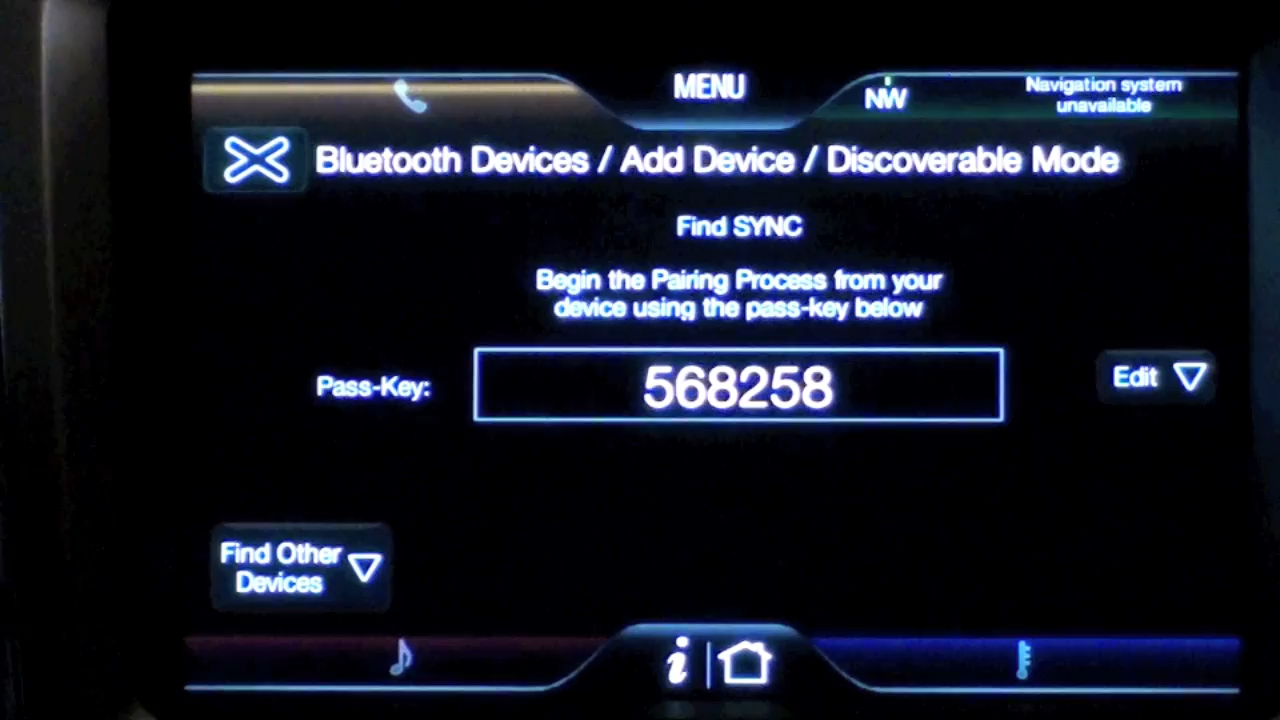 MENU
NW
Navigation system
unavailable
Bluetooth Devices / Add Device / Discoverable Mode
Find SYNC
Begin the Pairing Process from your
device using the pass-key below
Pass-Key:
568258
Edit
Find Other
Devices
i